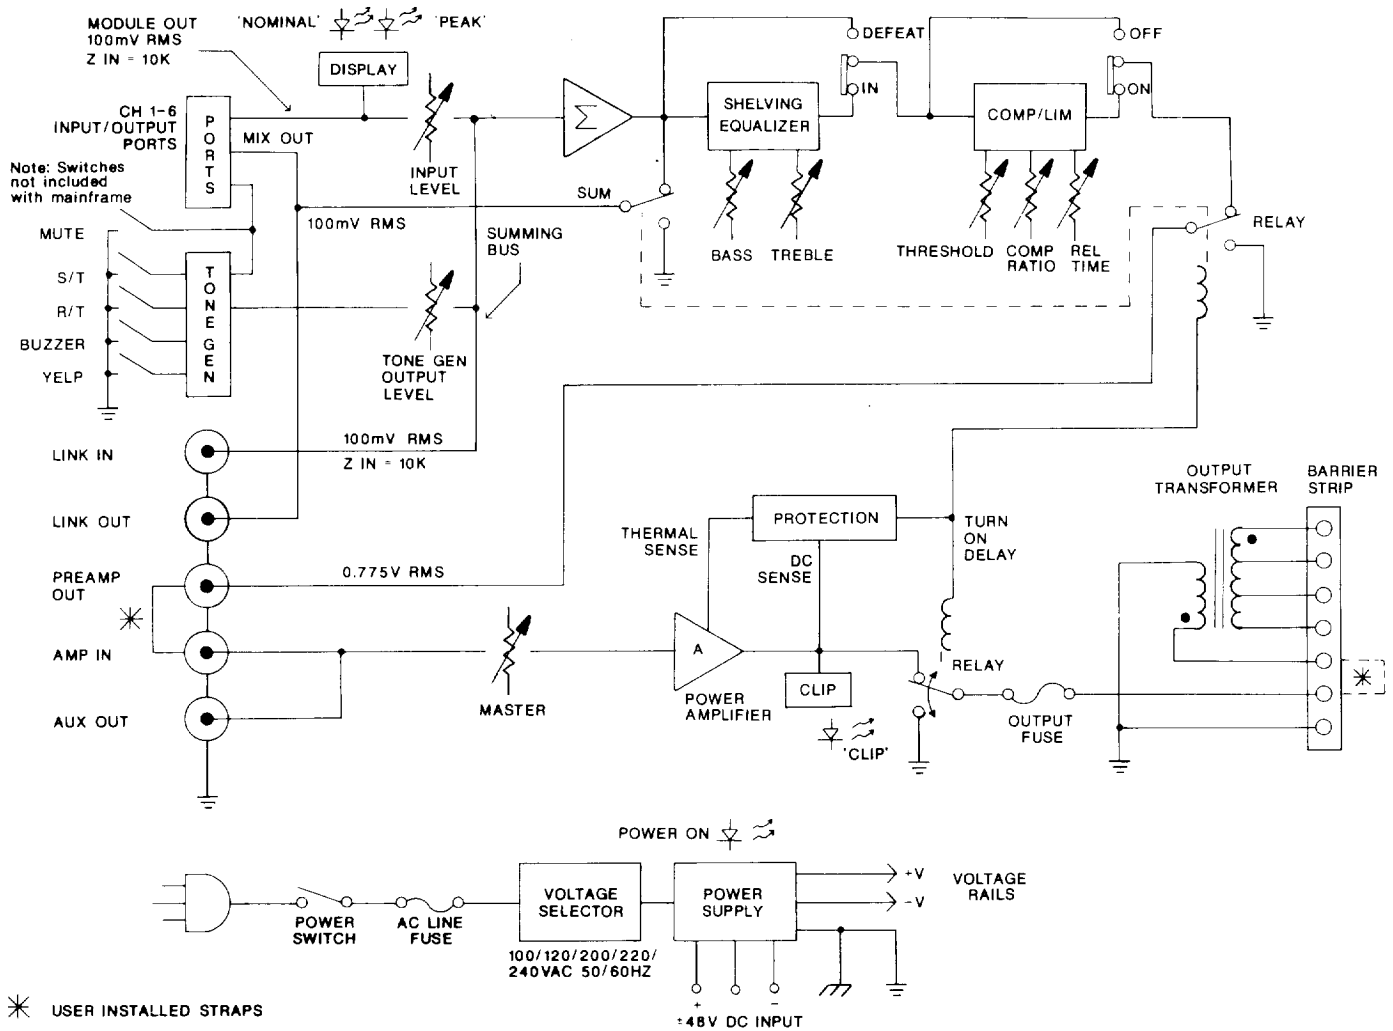 MODULE OUT
100mV RMS
Z IN = 10K
'NOMINAL'
'PEAK'
DISPLAY
CH 1-6
INPUT/OUTPUT
PORTS
PORTS
MIX OUT
Note: Switches
not included
with mainframe
INPUT
LEVEL
Σ
SHELVING
EQUALIZER
DEFEAT
IN
COMP/LIM
OFF
ON
SUM
100mV RMS
BASS
TREBLE
THRESHOLD
COMP
RATIO
REL
TIME
RELAY
MUTE
S/T
R/T
BUZZER
YELP
TONE GEN
SUMMING
BUS
TONE GEN
OUTPUT
LEVEL
LINK IN
100mV RMS
Z IN = 10K
LINK OUT
PREAMP
OUT
0.775V RMS
AMP IN
AUX OUT
MASTER
THERMAL
SENSE
PROTECTION
DC
SENSE
TURN
ON
DELAY
A
POWER
AMPLIFIER
CLIP
'CLIP'
RELAY
OUTPUT
FUSE
OUTPUT
TRANSFORMER
BARRIER
STRIP
POWER ON
POWER
SWITCH
AC LINE
FUSE
VOLTAGE
SELECTOR
100/120/200/220/
240VAC 50/60HZ
POWER
SUPPLY
+V
-V
VOLTAGE
RAILS
+
-
±48V DC INPUT
USER INSTALLED STRAPS